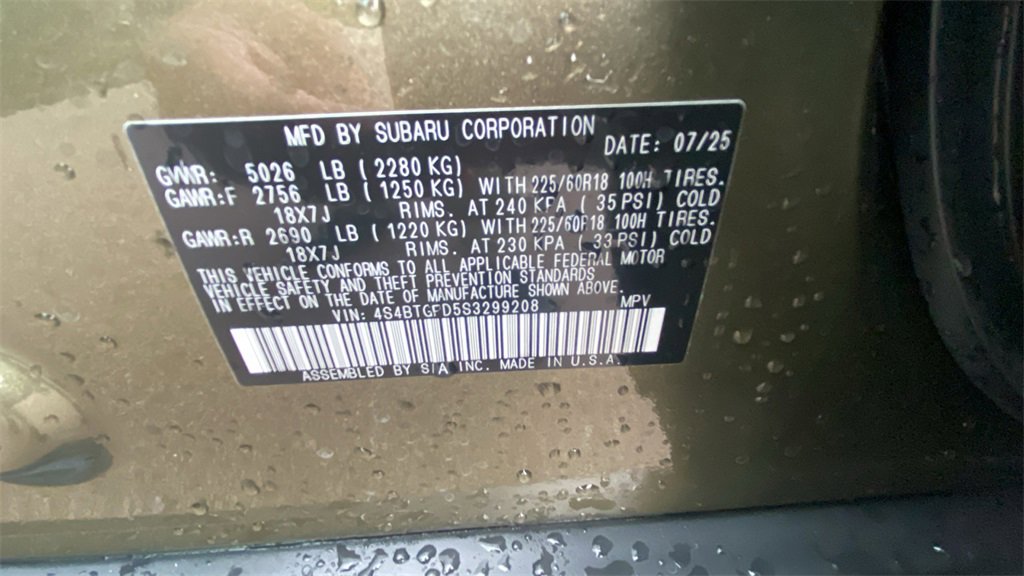 MFD BY SUBARU CORPORATION DATE: 07/25
GVWR: 5026 LB (2280 KG)
GAWR:F 2756 LB (1250 KG) WITH 225/60R18 100H TIRES.
18X7J RIMS. AT 240 KPA (35 PSI) COLD
GAWR:R 2690 LB (1220 KG) WITH 225/60R18 100H TIRES.
18X7J RIMS. AT 230 KPA (33 PSI) COLD
THIS VEHICLE CONFORMS TO ALL APPLICABLE FEDERAL MOTOR
VEHICLE SAFETY AND THEFT PREVENTION STANDARDS
IN EFFECT ON THE DATE OF MANUFACTURE SHOWN ABOVE.
VIN: 4S4BTGFD5S3299208 MPV
ASSEMBLED BY SIA INC. MADE IN U.S.A.